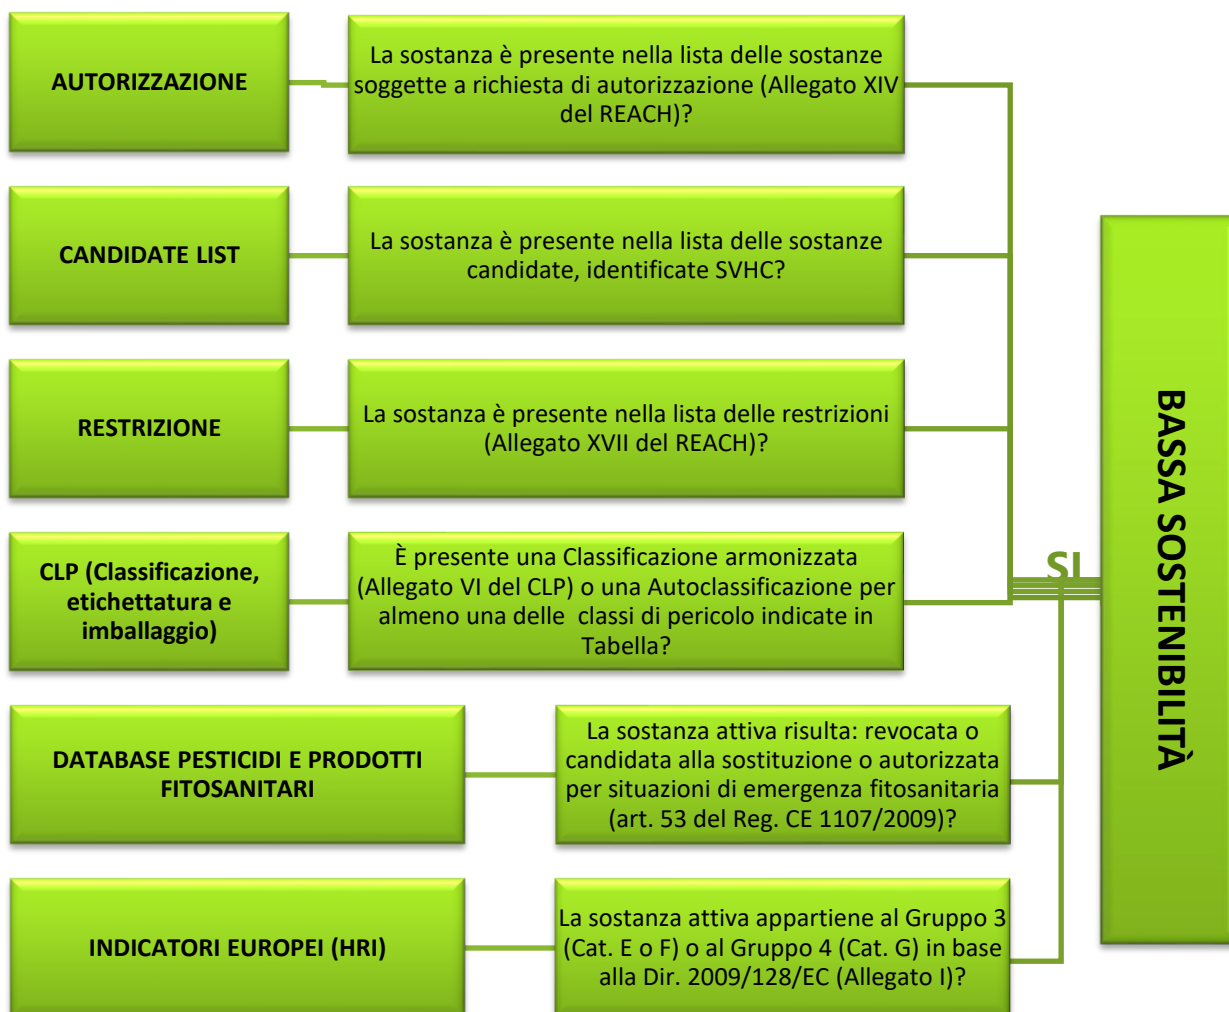 AUTORIZZAZIONE
La sostanza è presente nella lista delle sostanze
soggette a richiesta di autorizzazione (Allegato XIV
del REACH)?
CANDIDATE LIST
La sostanza è presente nella lista delle sostanze
candidate, identificate SVHC?
RESTRIZIONE
La sostanza è presente nella lista delle restrizioni
(Allegato XVII del REACH)?
CLP (Classificazione,
etichettatura e
imballaggio)
È presente una Classificazione armonizzata
(Allegato VI del CLP) o una Autoclassificazione per
almeno una delle classi di pericolo indicate in
Tabella?
DATABASE PESTICIDI E PRODOTTI
FITOSANITARI
La sostanza attiva risulta: revocata o
candidata alla sostituzione o autorizzata
per situazioni di emergenza fitosanitaria
(art. 53 del Reg. CE 1107/2009)?
INDICATORI EUROPEI (HRI)
La sostanza attiva appartiene al Gruppo 3
(Cat. E o F) o al Gruppo 4 (Cat. G) in base
alla Dir. 2009/128/EC (Allegato I)?
SI
BASSA SOSTENIBILITÀ